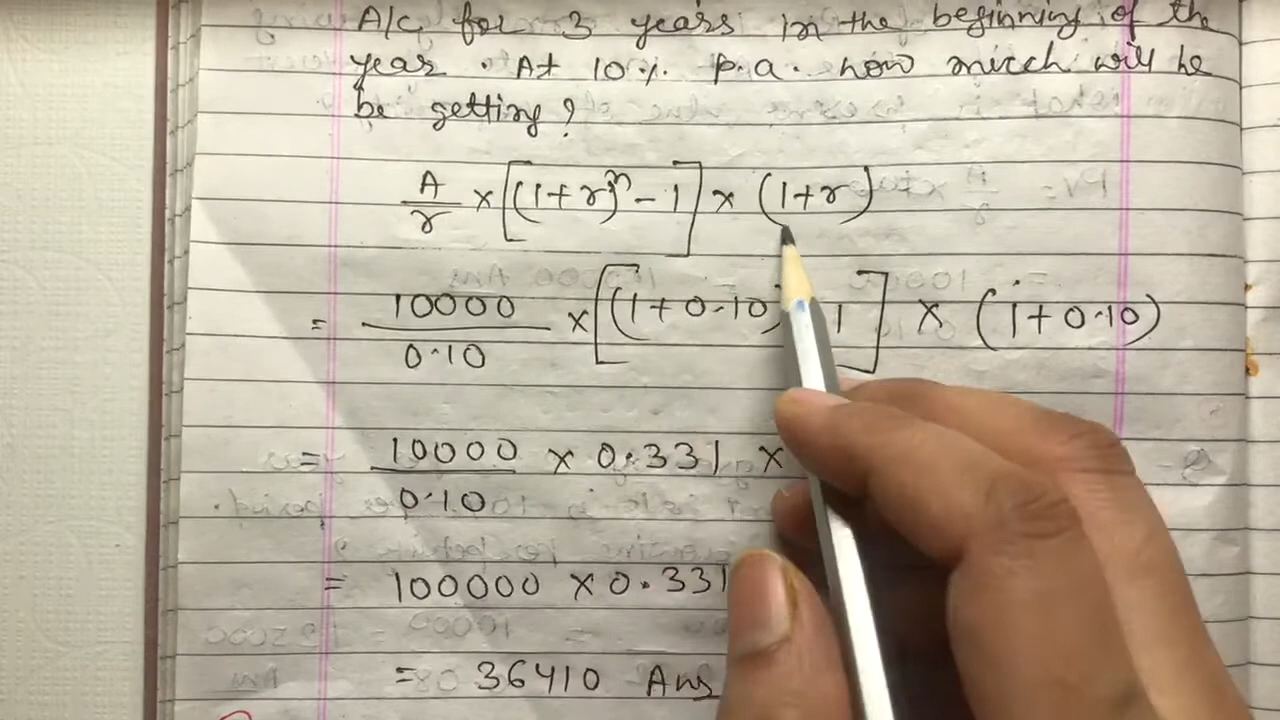 A/c for 3 years in the beginning of the
year. At 10% p.a. how much will he
be getting?
A/r × [(1+r)^n - 1] × (1+r)
= 10000/0.10 × [(1+0.10) 1] × (1+0.10)
= 10000/0.10 × 0.331 ×
= 100000 × 0.331
= 36410 Ans